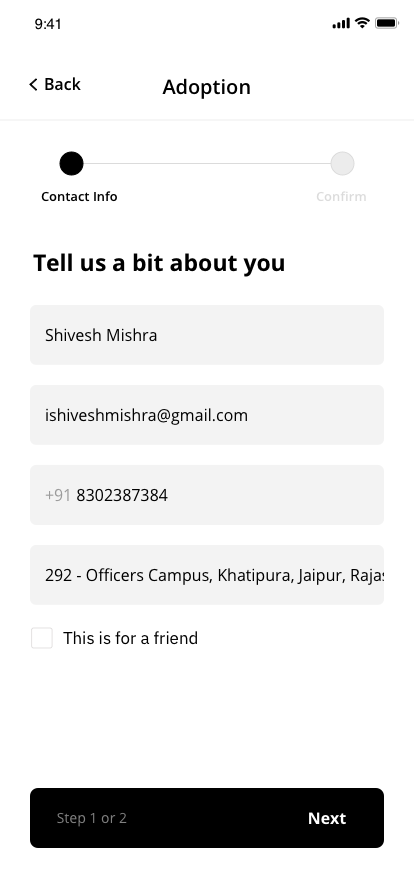 9:41
Back
Adoption
Contact Info
Confirm
Tell us a bit about you
Shivesh Mishra
ishiveshmishra@gmail.com
+91 8302387384
292 - Officers Campus, Khatipura, Jaipur, Rajas
This is for a friend
Step 1 or 2
Next